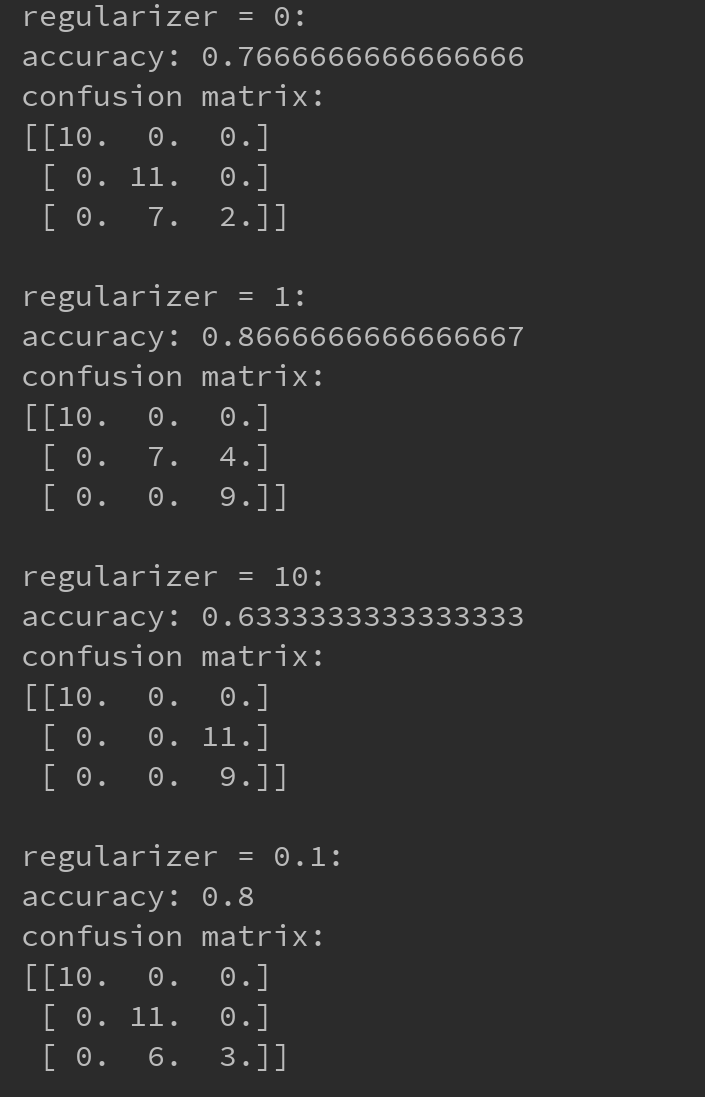 regularizer = 0:
accuracy: 0.7666666666666666
confusion matrix:
[[10.  0.  0.]
 [ 0. 11.  0.]
 [ 0.  7.  2.]]

regularizer = 1:
accuracy: 0.8666666666666667
confusion matrix:
[[10.  0.  0.]
 [ 0.  7.  4.]
 [ 0.  0.  9.]]

regularizer = 10:
accuracy: 0.6333333333333333
confusion matrix:
[[10.  0.  0.]
 [ 0.  0. 11.]
 [ 0.  0.  9.]]

regularizer = 0.1:
accuracy: 0.8
confusion matrix:
[[10.  0.  0.]
 [ 0. 11.  0.]
 [ 0.  6.  3.]]